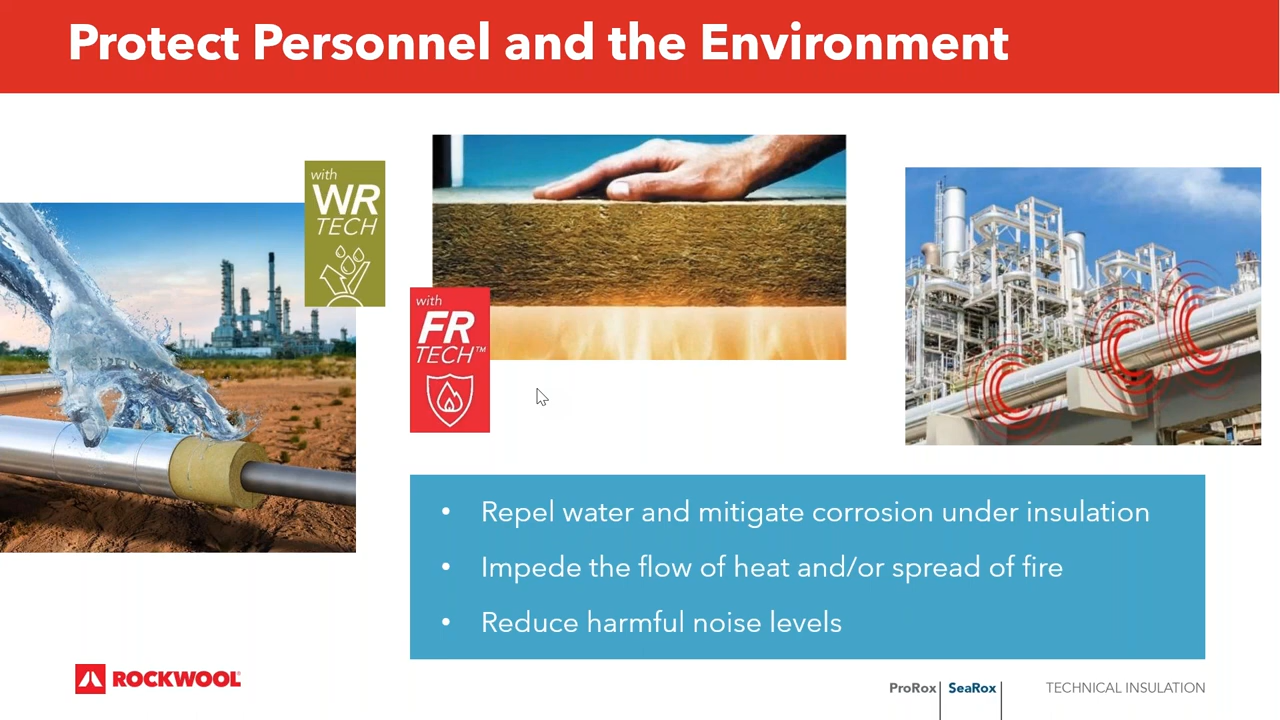 Protect Personnel and the Environment
with
WR
TECH
with
FR
TECH™
• Repel water and mitigate corrosion under insulation
• Impede the flow of heat and/or spread of fire
• Reduce harmful noise levels
ROCKWOOL®
ProRox SeaRox TECHNICAL INSULATION